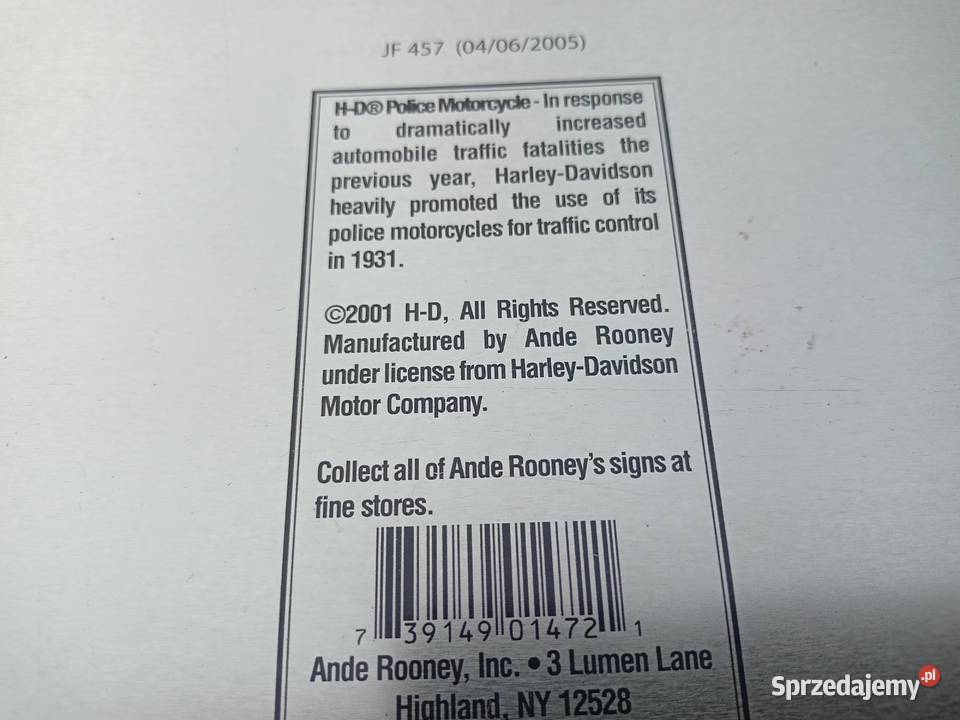 JF 457 (04/06/2005)
H-D® Police Motorcycle - In response
to dramatically increased
automobile traffic fatalities the
previous year, Harley-Davidson
heavily promoted the use of its
police motorcycles for traffic control
in 1931.
©2001 H-D, All Rights Reserved.
Manufactured by Ande Rooney
under license from Harley-Davidson
Motor Company.
Collect all of Ande Rooney's signs at
fine stores.
7 39149 01472 1
Ande Rooney, Inc. • 3 Lumen Lane
Highland, NY 12528
Sprzedajemy.pl